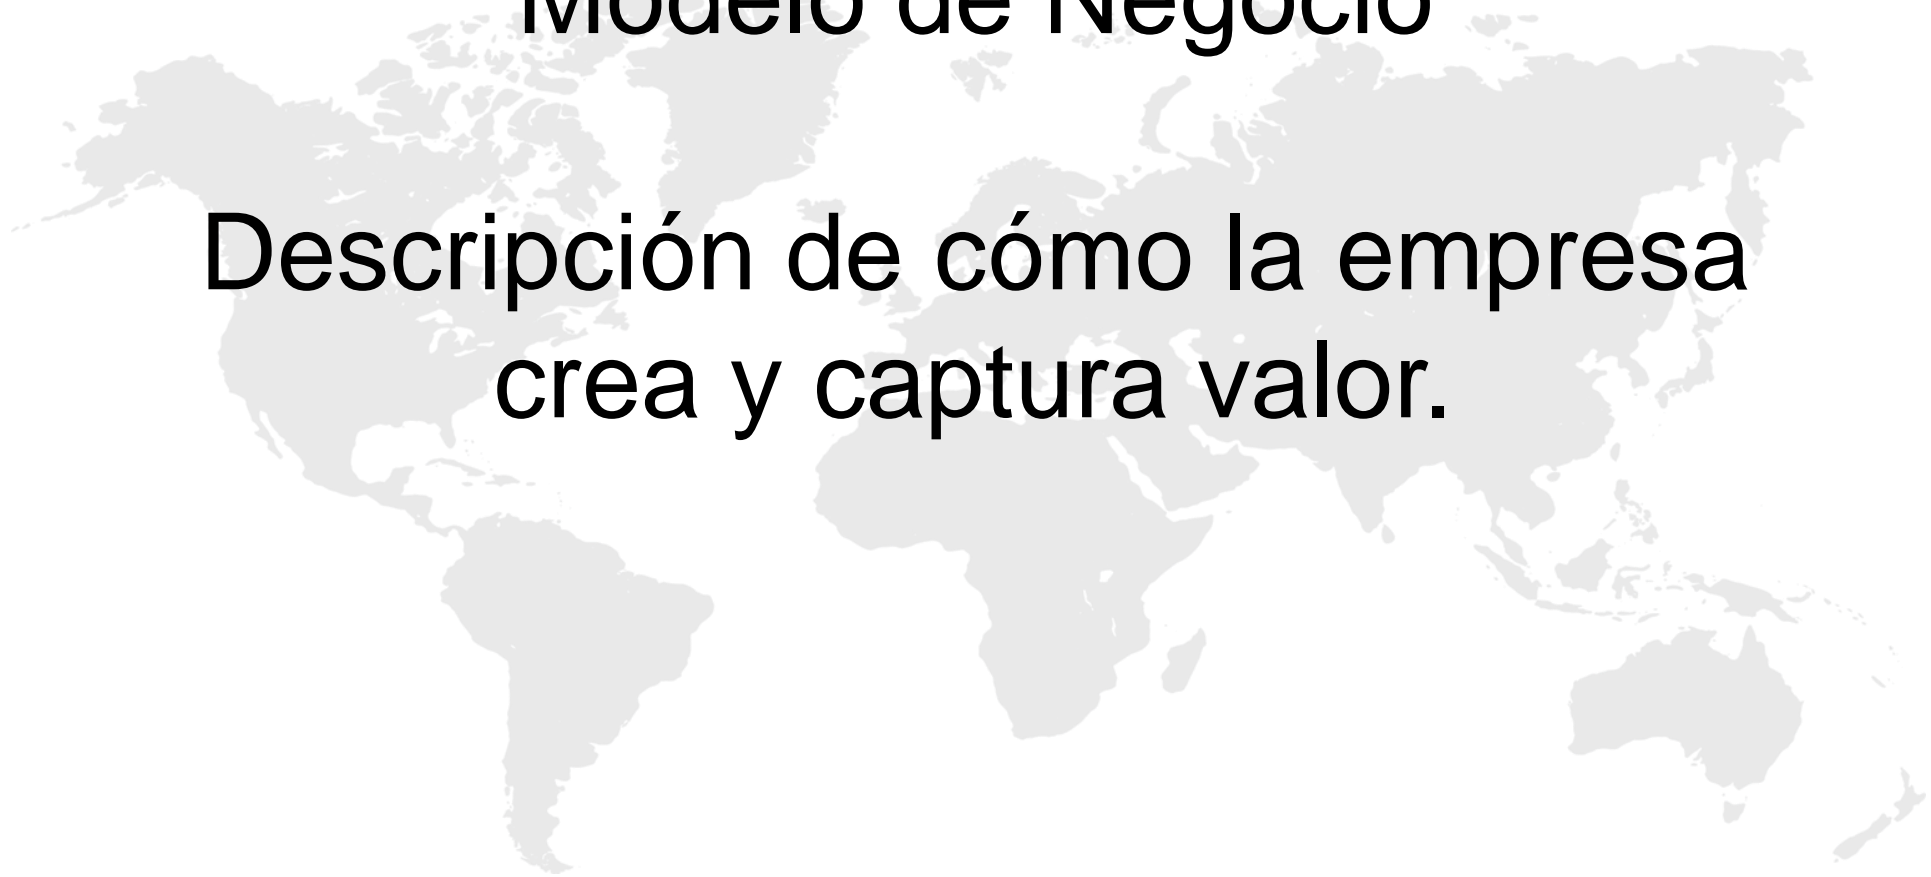 Modelo de Negocio
Descripción de cómo la empresa
crea y captura valor.